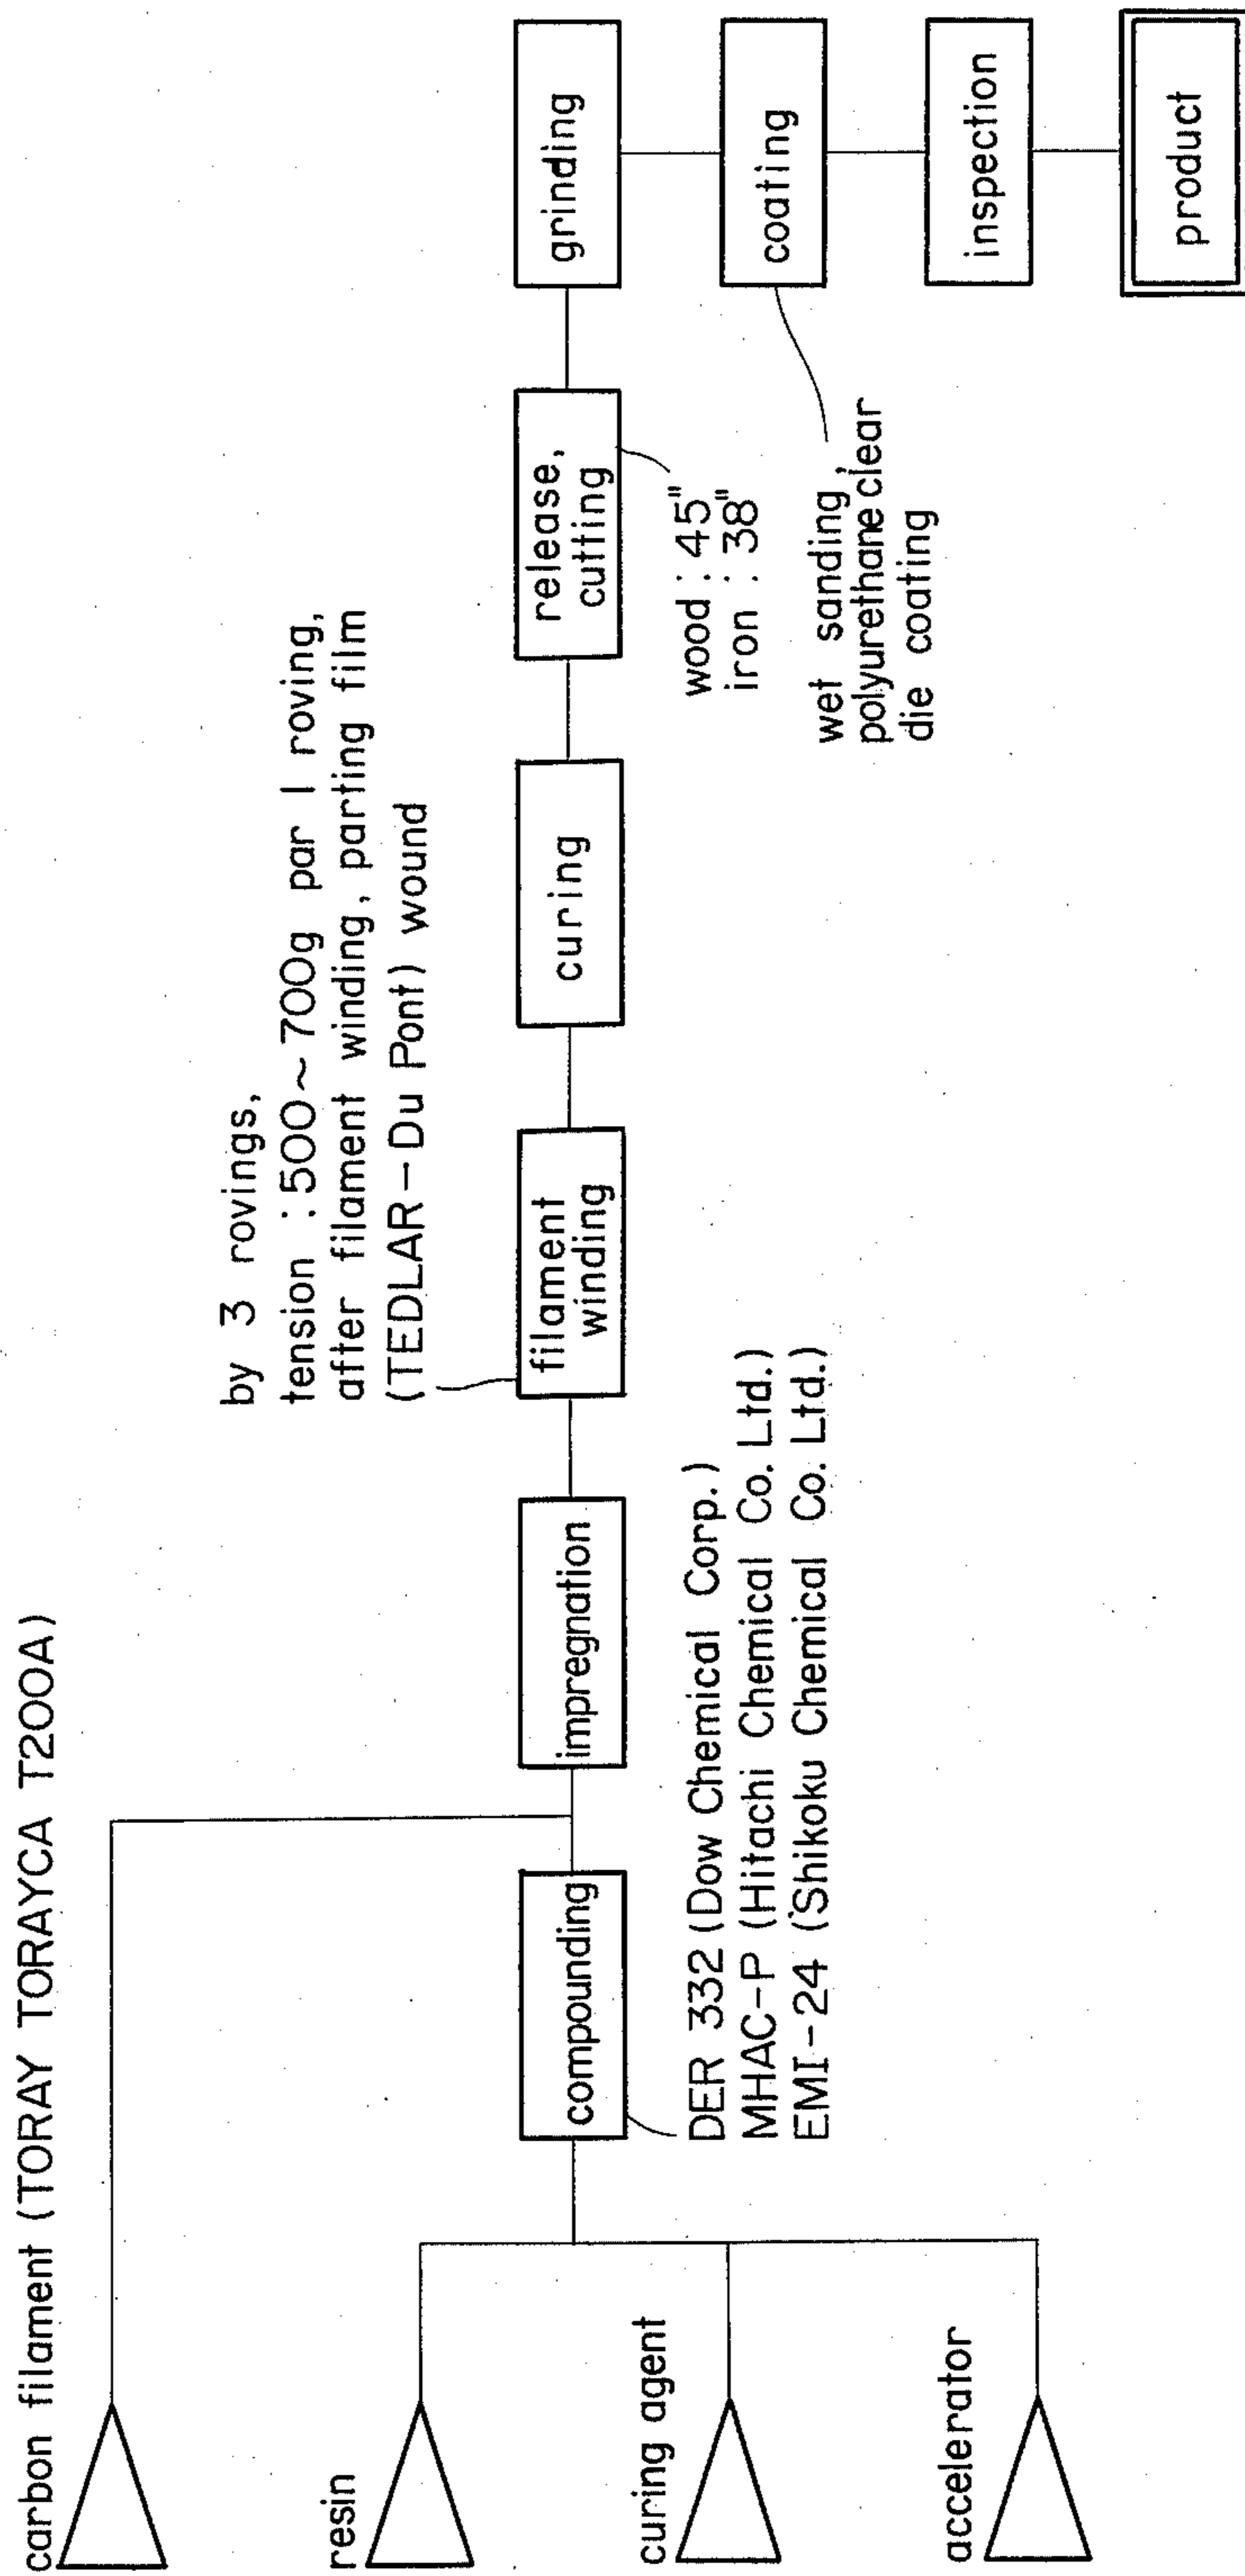 carbon filament (TORAY TORAYCA T200A)
resin
curing agent
accelerator
compounding
DER 332 (Dow Chemical Corp.)
MHAC-P (Hitachi Chemical Co. Ltd.)
EMI-24 (Shikoku Chemical Co. Ltd.)
impregnation
by 3 rovings,
tension : 500~700g par 1 roving,
after filament winding, parting film
(TEDLAR-Du Pont) wound
filament
winding
curing
release,
cutting
wood : 45"
iron : 38"
grinding
coating
wet sanding,
polyurethane clear
die coating
inspection
product